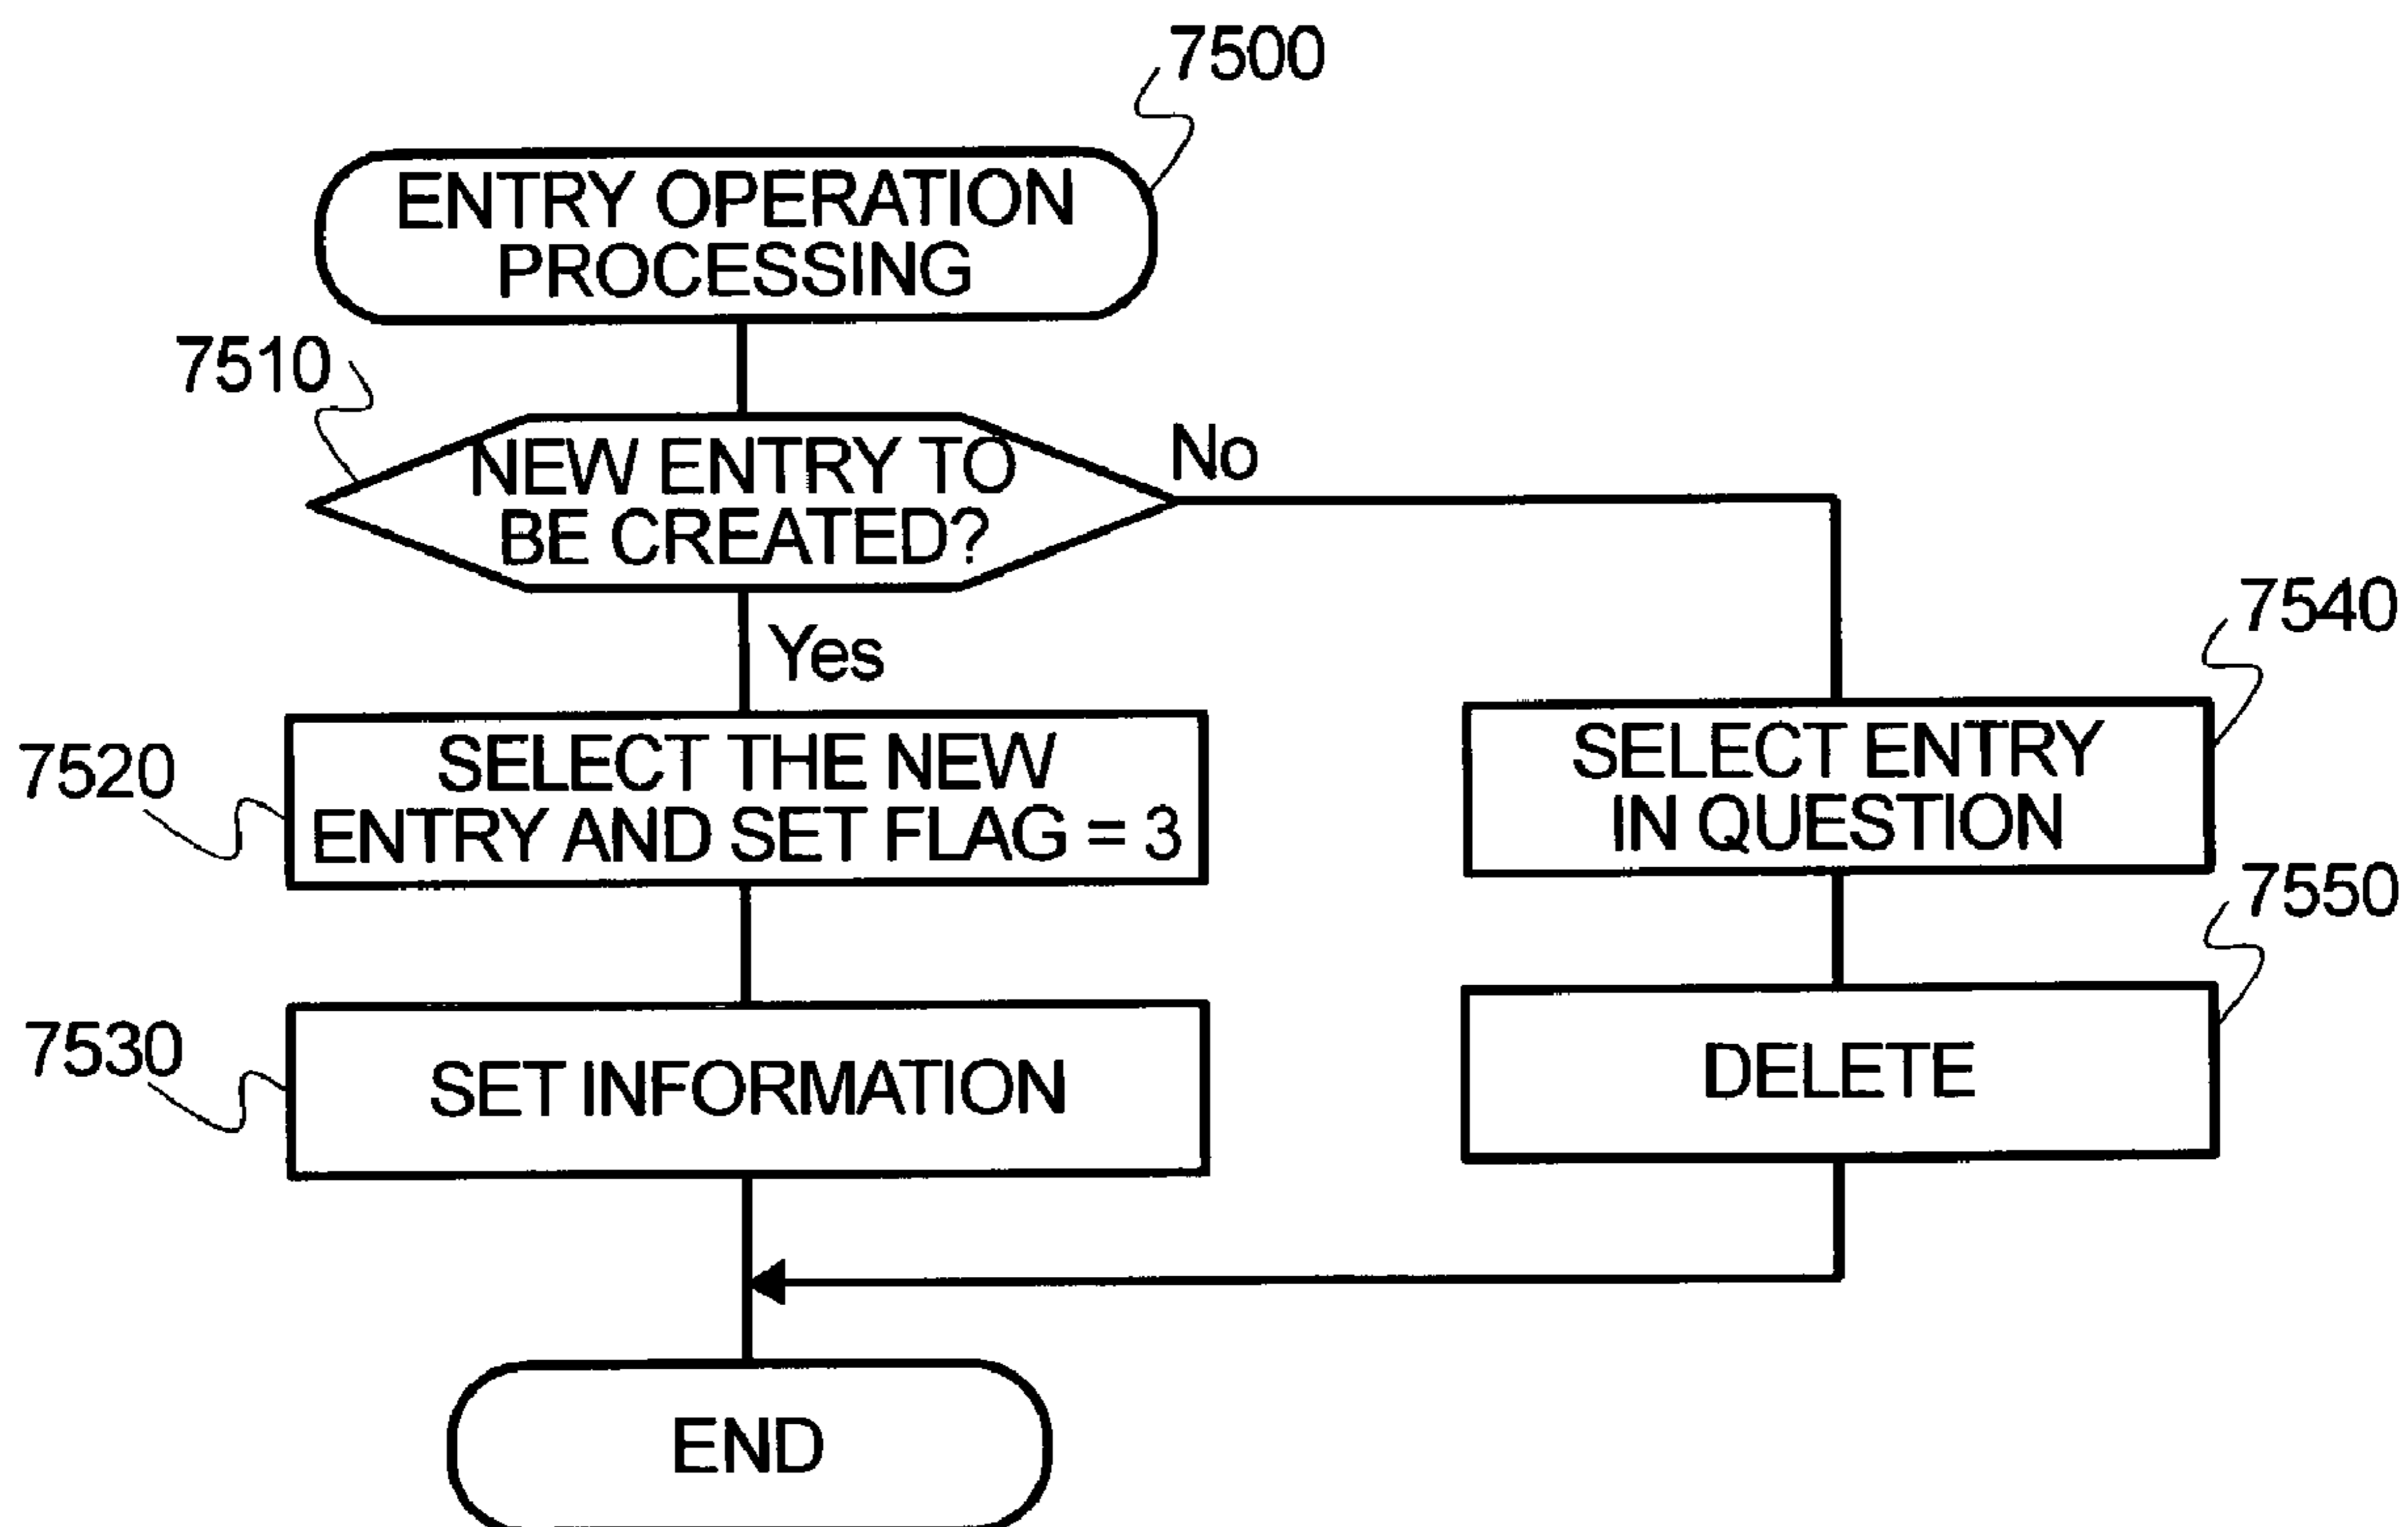 7500
ENTRY OPERATION
PROCESSING
7510
NEW ENTRY TO
BE CREATED?
No
Yes
7520
SELECT THE NEW
ENTRY AND SET FLAG = 3
7530
SET INFORMATION
7540
SELECT ENTRY
IN QUESTION
7550
DELETE
END